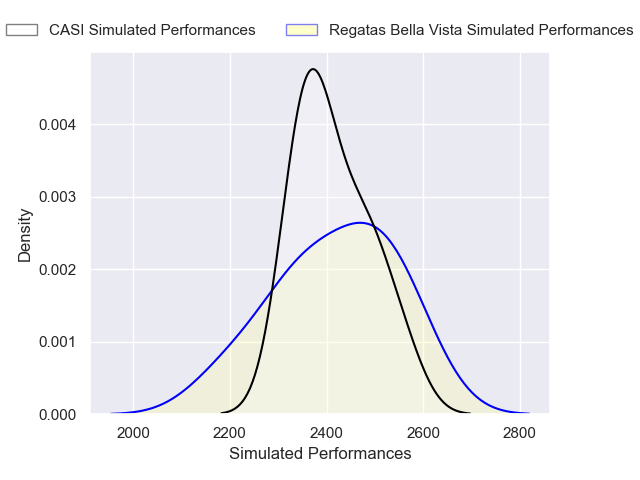 CASI Simulated Performances
Regatas Bella Vista Simulated Performances
0.004
0.003
0.002
0.001
0.000
Density
2000
2200
2400
2600
2800
Simulated Performances